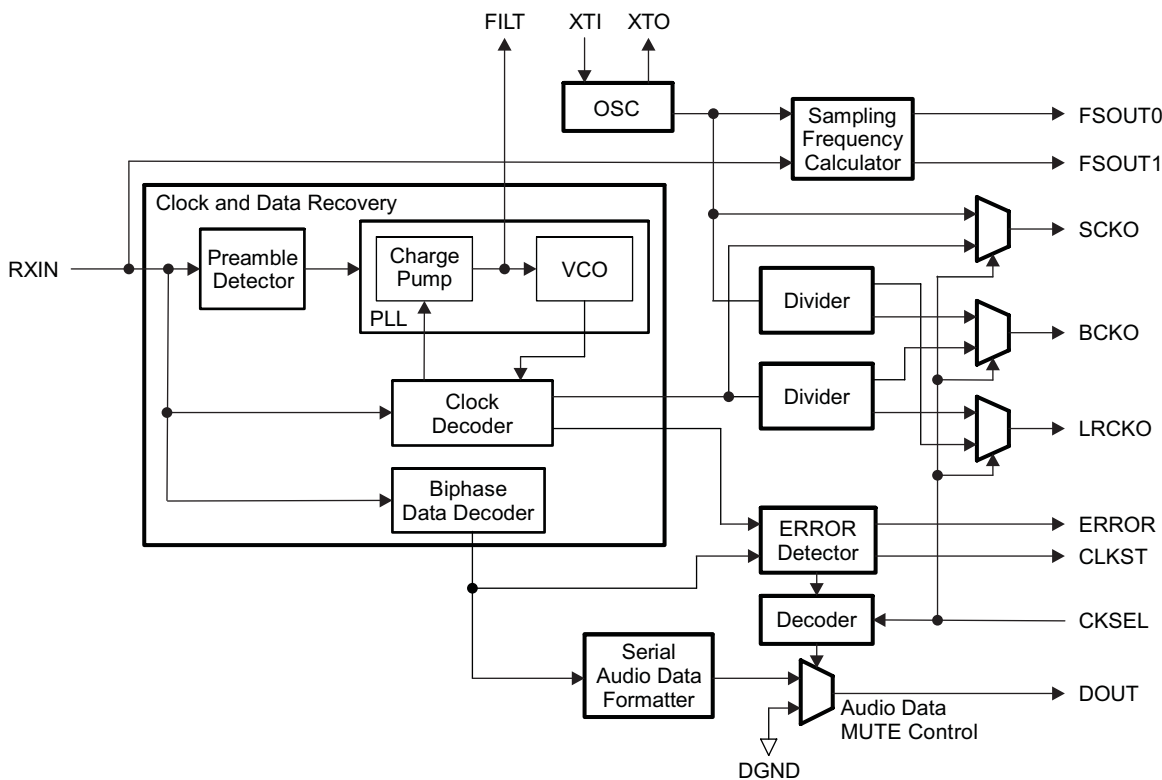 FILT
XTI
XTO
OSC
Sampling
Frequency
Calculator
FSOUT0
FSOUT1
Clock and Data Recovery
RXIN
Preamble
Detector
Charge
Pump
VCO
PLL
SCKO
Divider
BCKO
Divider
Clock
Decoder
LRCKO
Biphase
Data Decoder
ERROR
Detector
ERROR
CLKST
Decoder
CKSEL
Serial
Audio Data
Formatter
DOUT
Audio Data
MUTE Control
DGND